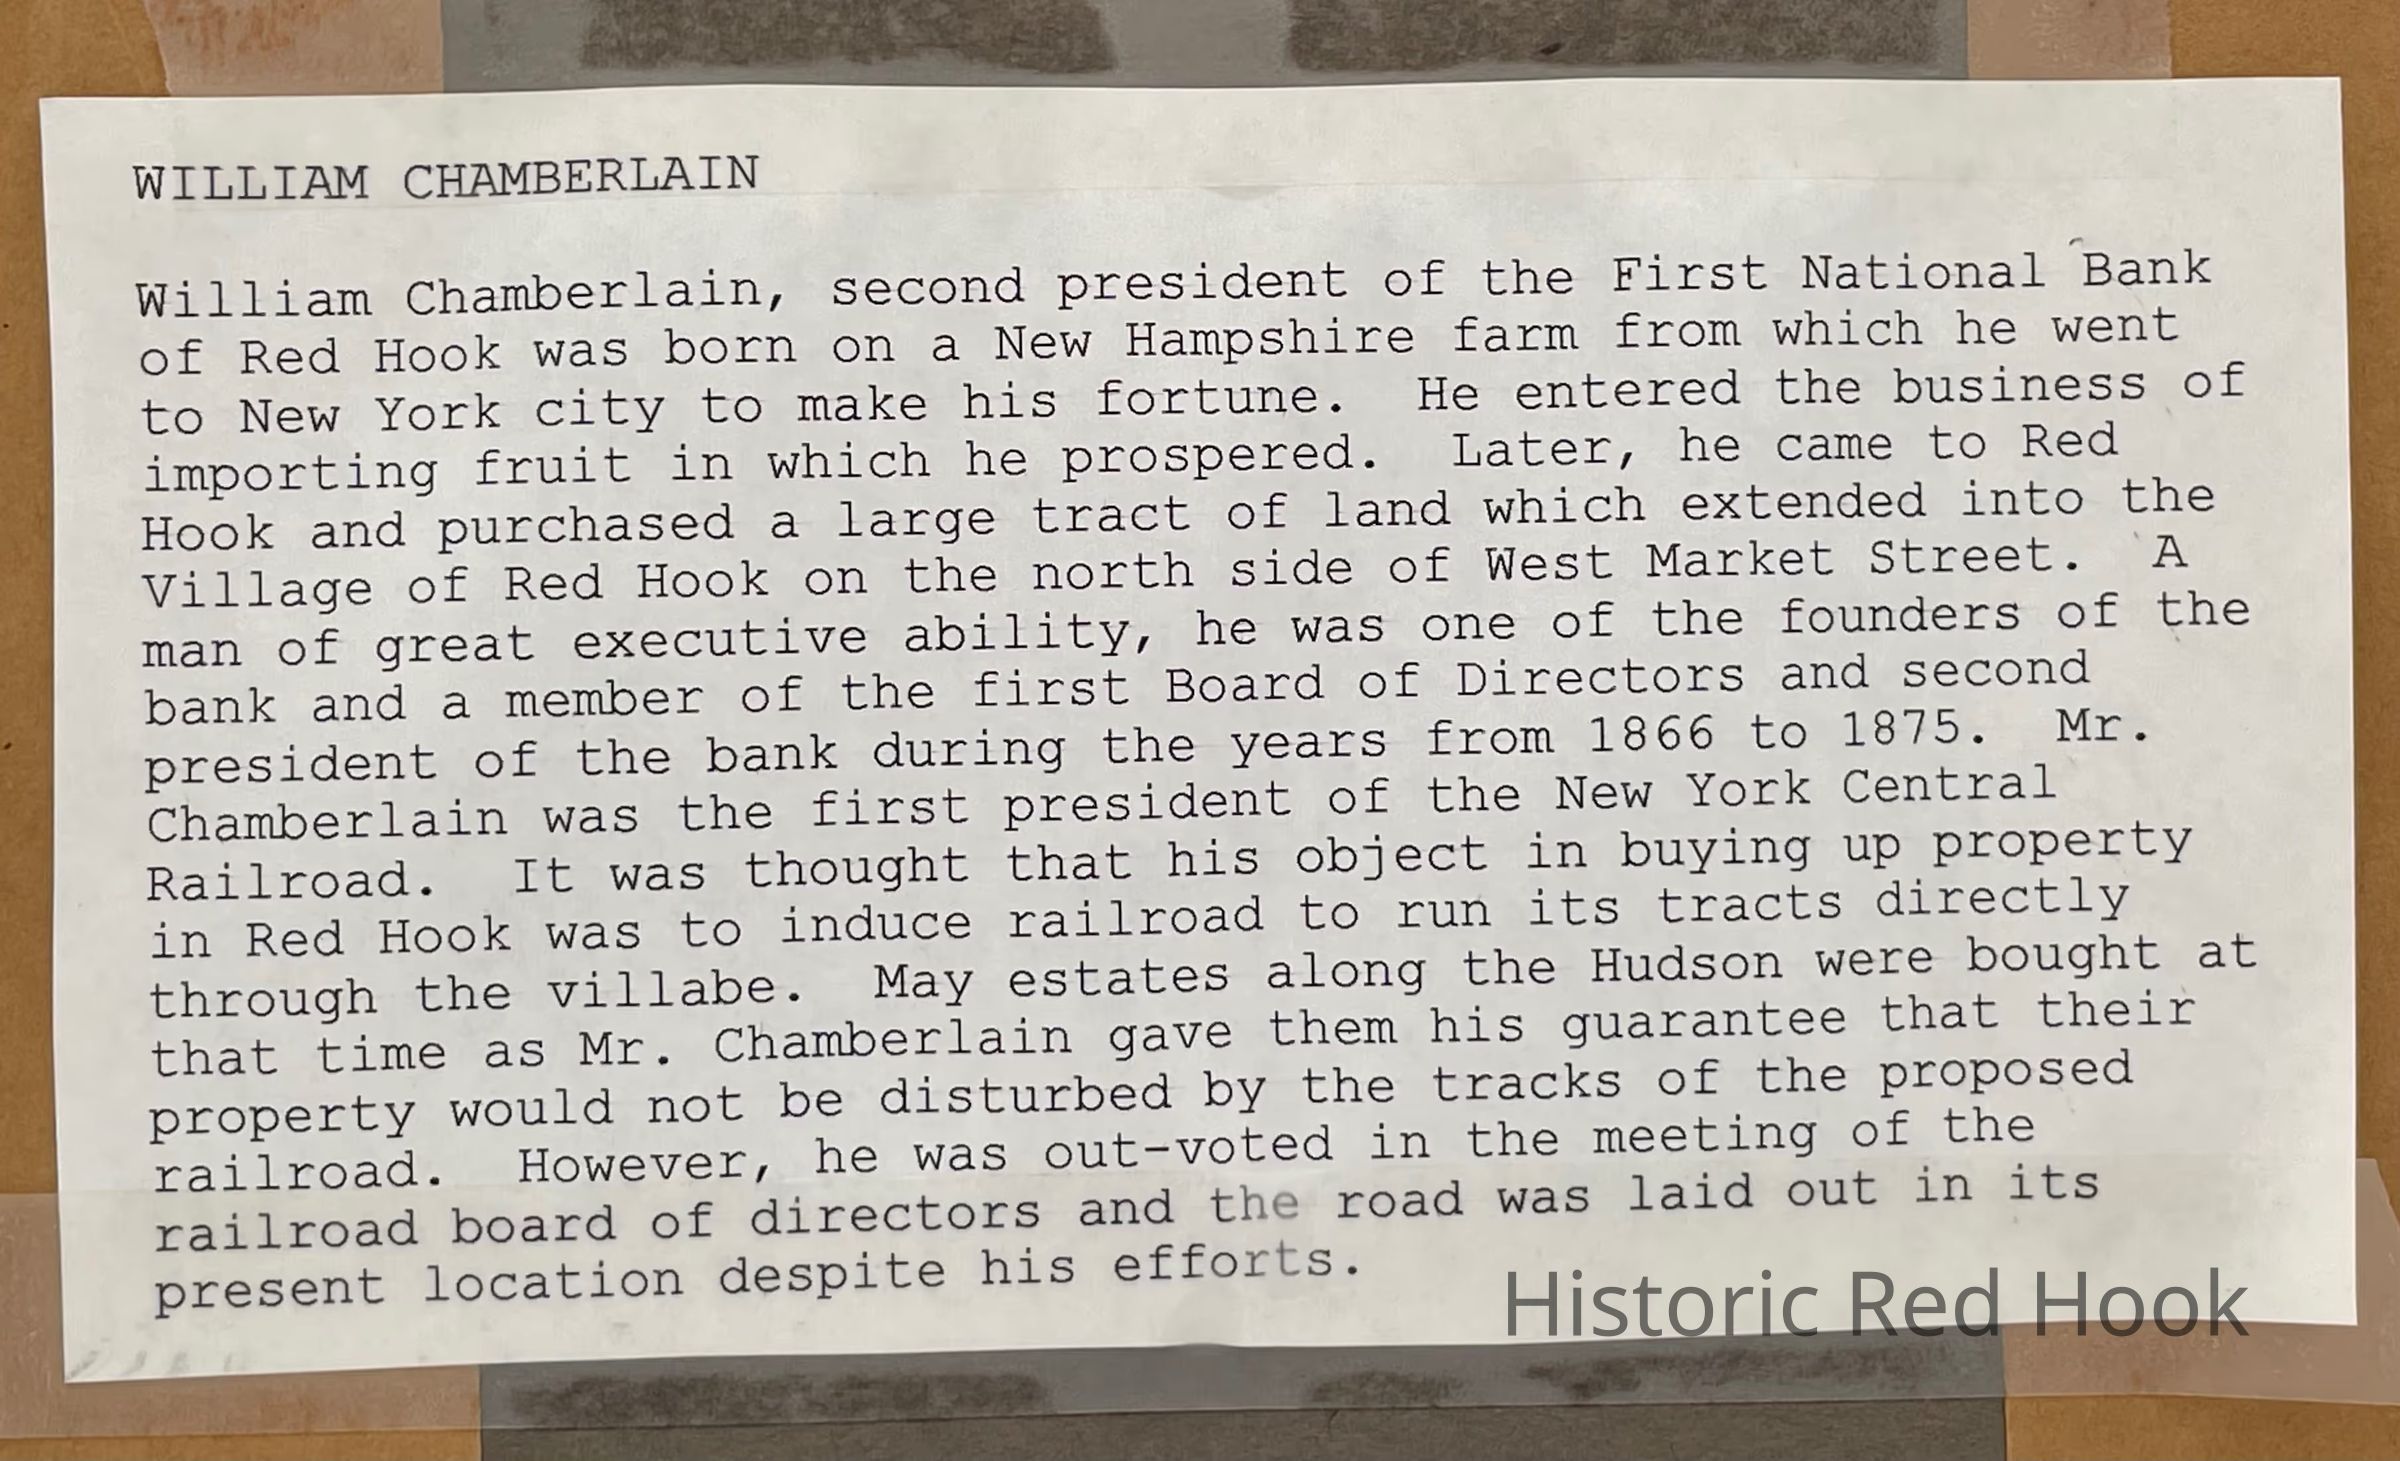 WILLIAM CHAMBERLAIN
William Chamberlain, second president of the First National Bank
of Red Hook was born on a New Hampshire farm from which he went
to New York city to make his fortune. He entered the business of
importing fruit in which he prospered. Later, he came to Red
Hook and purchased a large tract of land which extended into the
Village of Red Hook on the north side of West Market Street. A
man of great executive ability, he was one of the founders of the
bank and a member of the first Board of Directors and second
president of the bank during the years from 1866 to 1875. Mr.
Chamberlain was the first president of the New York Central
Railroad. It was thought that his object in buying up property
in Red Hook was to induce railroad to run its tracts directly
through the villabe. May estates along the Hudson were bought at
that time as Mr. Chamberlain gave them his guarantee that their
property would not be disturbed by the tracks of the proposed
railroad. However, he was out-voted in the meeting of the
railroad board of directors and the road was laid out in its
present location despite his efforts.
Historic Red Hook